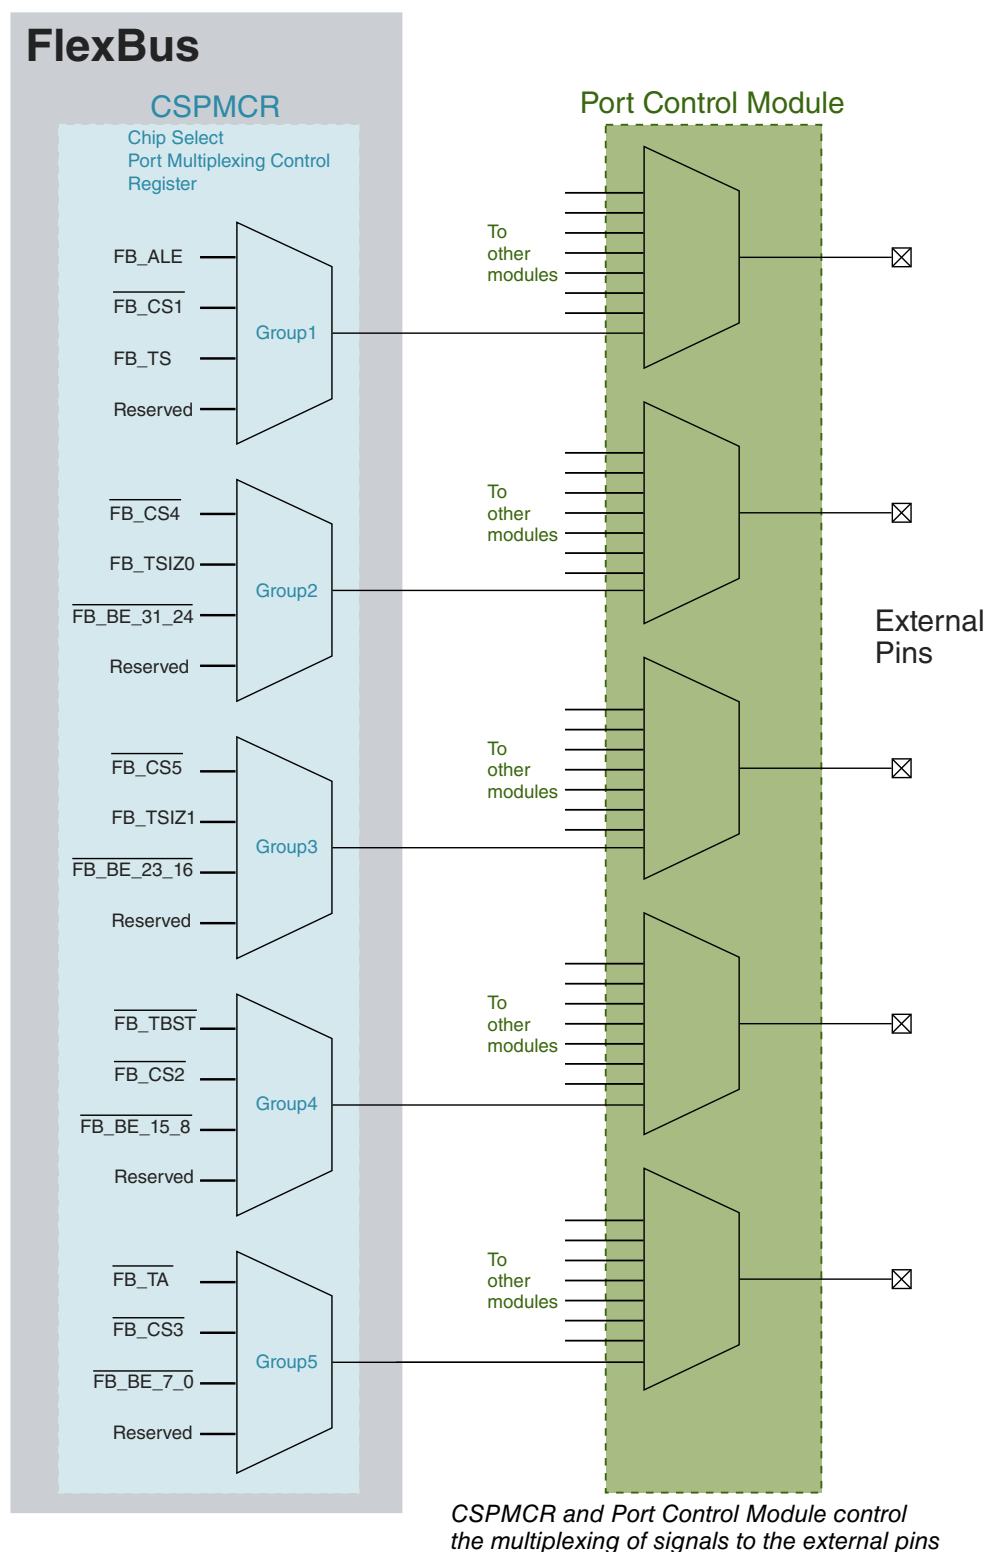 FlexBus
CSPMCR
Chip Select
Port Multiplexing Control
Register
Port Control Module
FB_ALE
FB_CS1
FB_TS
Reserved
Group1
To
other
modules
FB_CS4
FB_TSIZ0
FB_BE_31_24
Reserved
Group2
To
other
modules
External
Pins
FB_CS5
FB_TSIZ1
FB_BE_23_16
Reserved
Group3
To
other
modules
FB_TBST
FB_CS2
FB_BE_15_8
Reserved
Group4
To
other
modules
FB_TA
FB_CS3
FB_BE_7_0
Reserved
Group5
To
other
modules
CSPMCR and Port Control Module control
the multiplexing of signals to the external pins